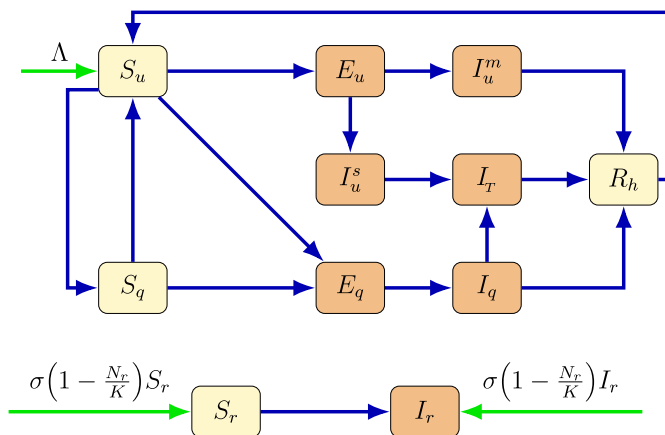 Λ
S_u
E_u
I_u^m
I_u^s
I_T
R_h
S_q
E_q
I_q
σ(1 − N_r/K)S_r
σ(1 − N_r/K)I_r
S_r
I_r